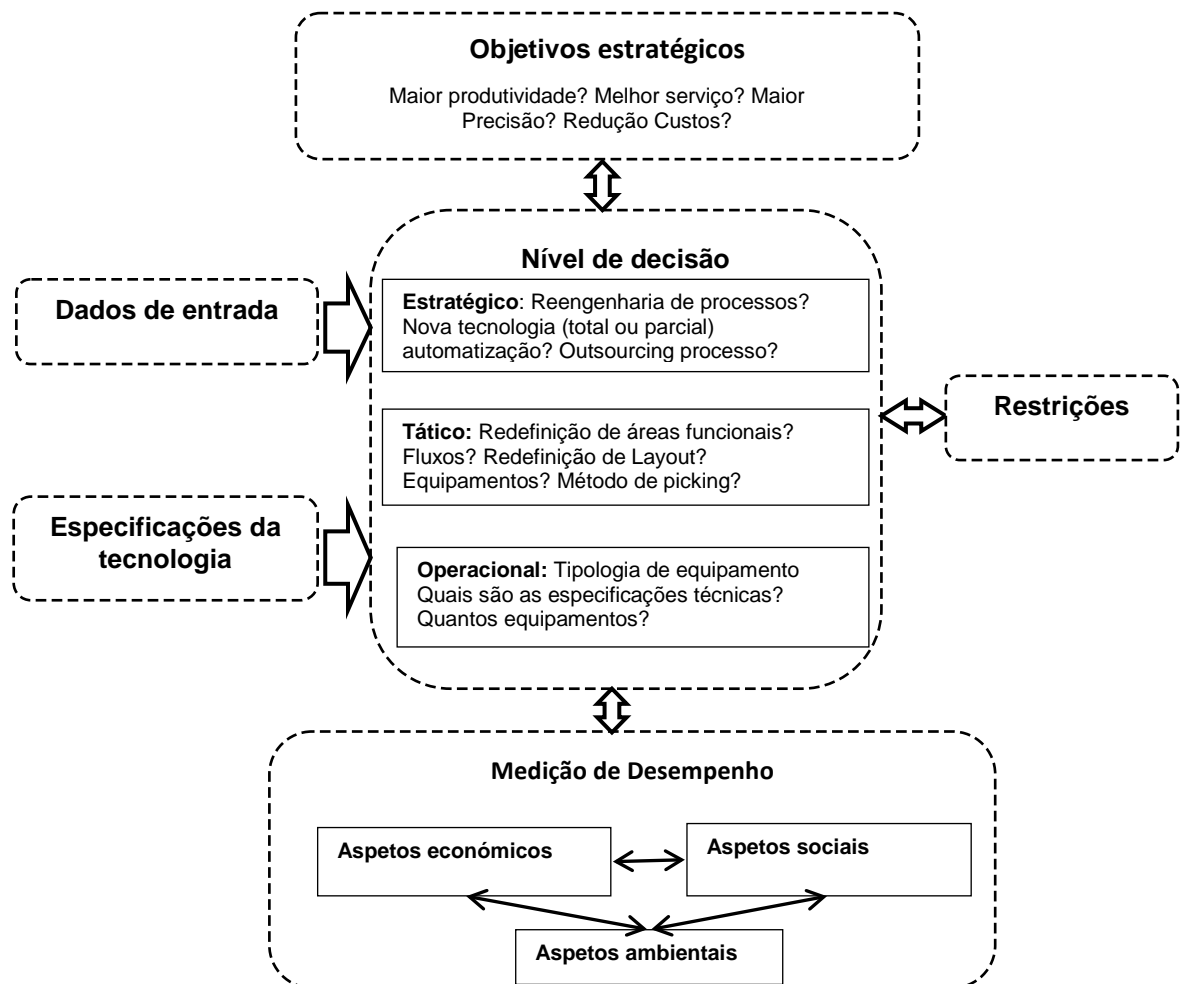 Objetivos estratégicos
Maior produtividade? Melhor serviço? Maior
Precisão? Redução Custos?
Nível de decisão
Dados de entrada
Estratégico: Reengenharia de processos?
Nova tecnologia (total ou parcial)
automatização? Outsourcing processo?
Restrições
Tático: Redefinição de áreas funcionais?
Fluxos? Redefinição de Layout?
Equipamentos? Método de picking?
Especificações da
tecnologia
Operacional: Tipologia de equipamento
Quais são as especificações técnicas?
Quantos equipamentos?
Medição de Desempenho
Aspetos económicos
Aspetos sociais
Aspetos ambientais